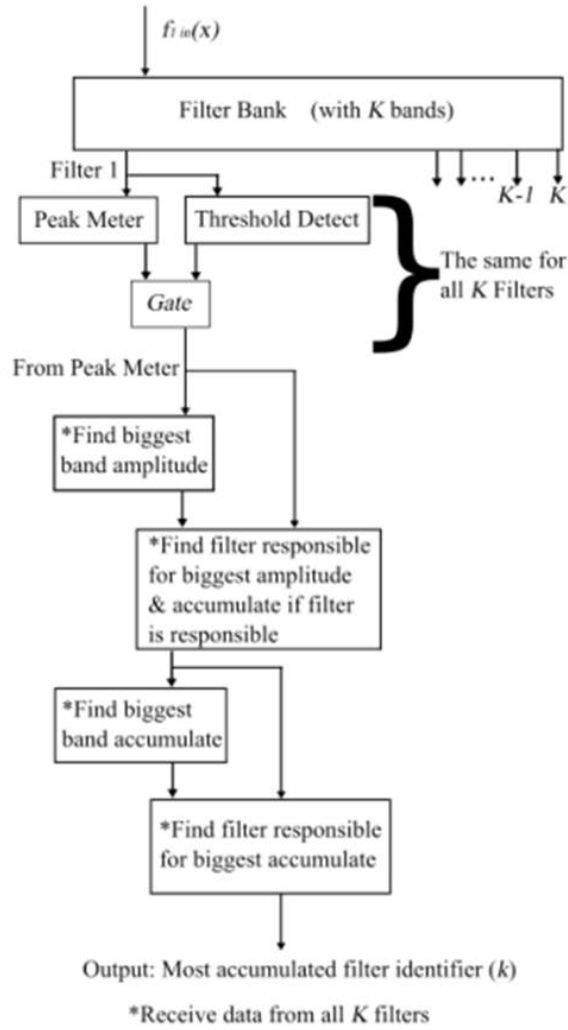 f1 in(x)
Filter Bank (with K bands)
Filter 1
...
K-1 K
Peak Meter
Threshold Detect
The same for
all K Filters
Gate
From Peak Meter
*Find biggest
band amplitude
*Find filter responsible
for biggest amplitude
& accumulate if filter
is responsible
*Find biggest
band accumulate
*Find filter responsible
for biggest accumulate
Output: Most accumulated filter identifier (k)
*Receive data from all K filters